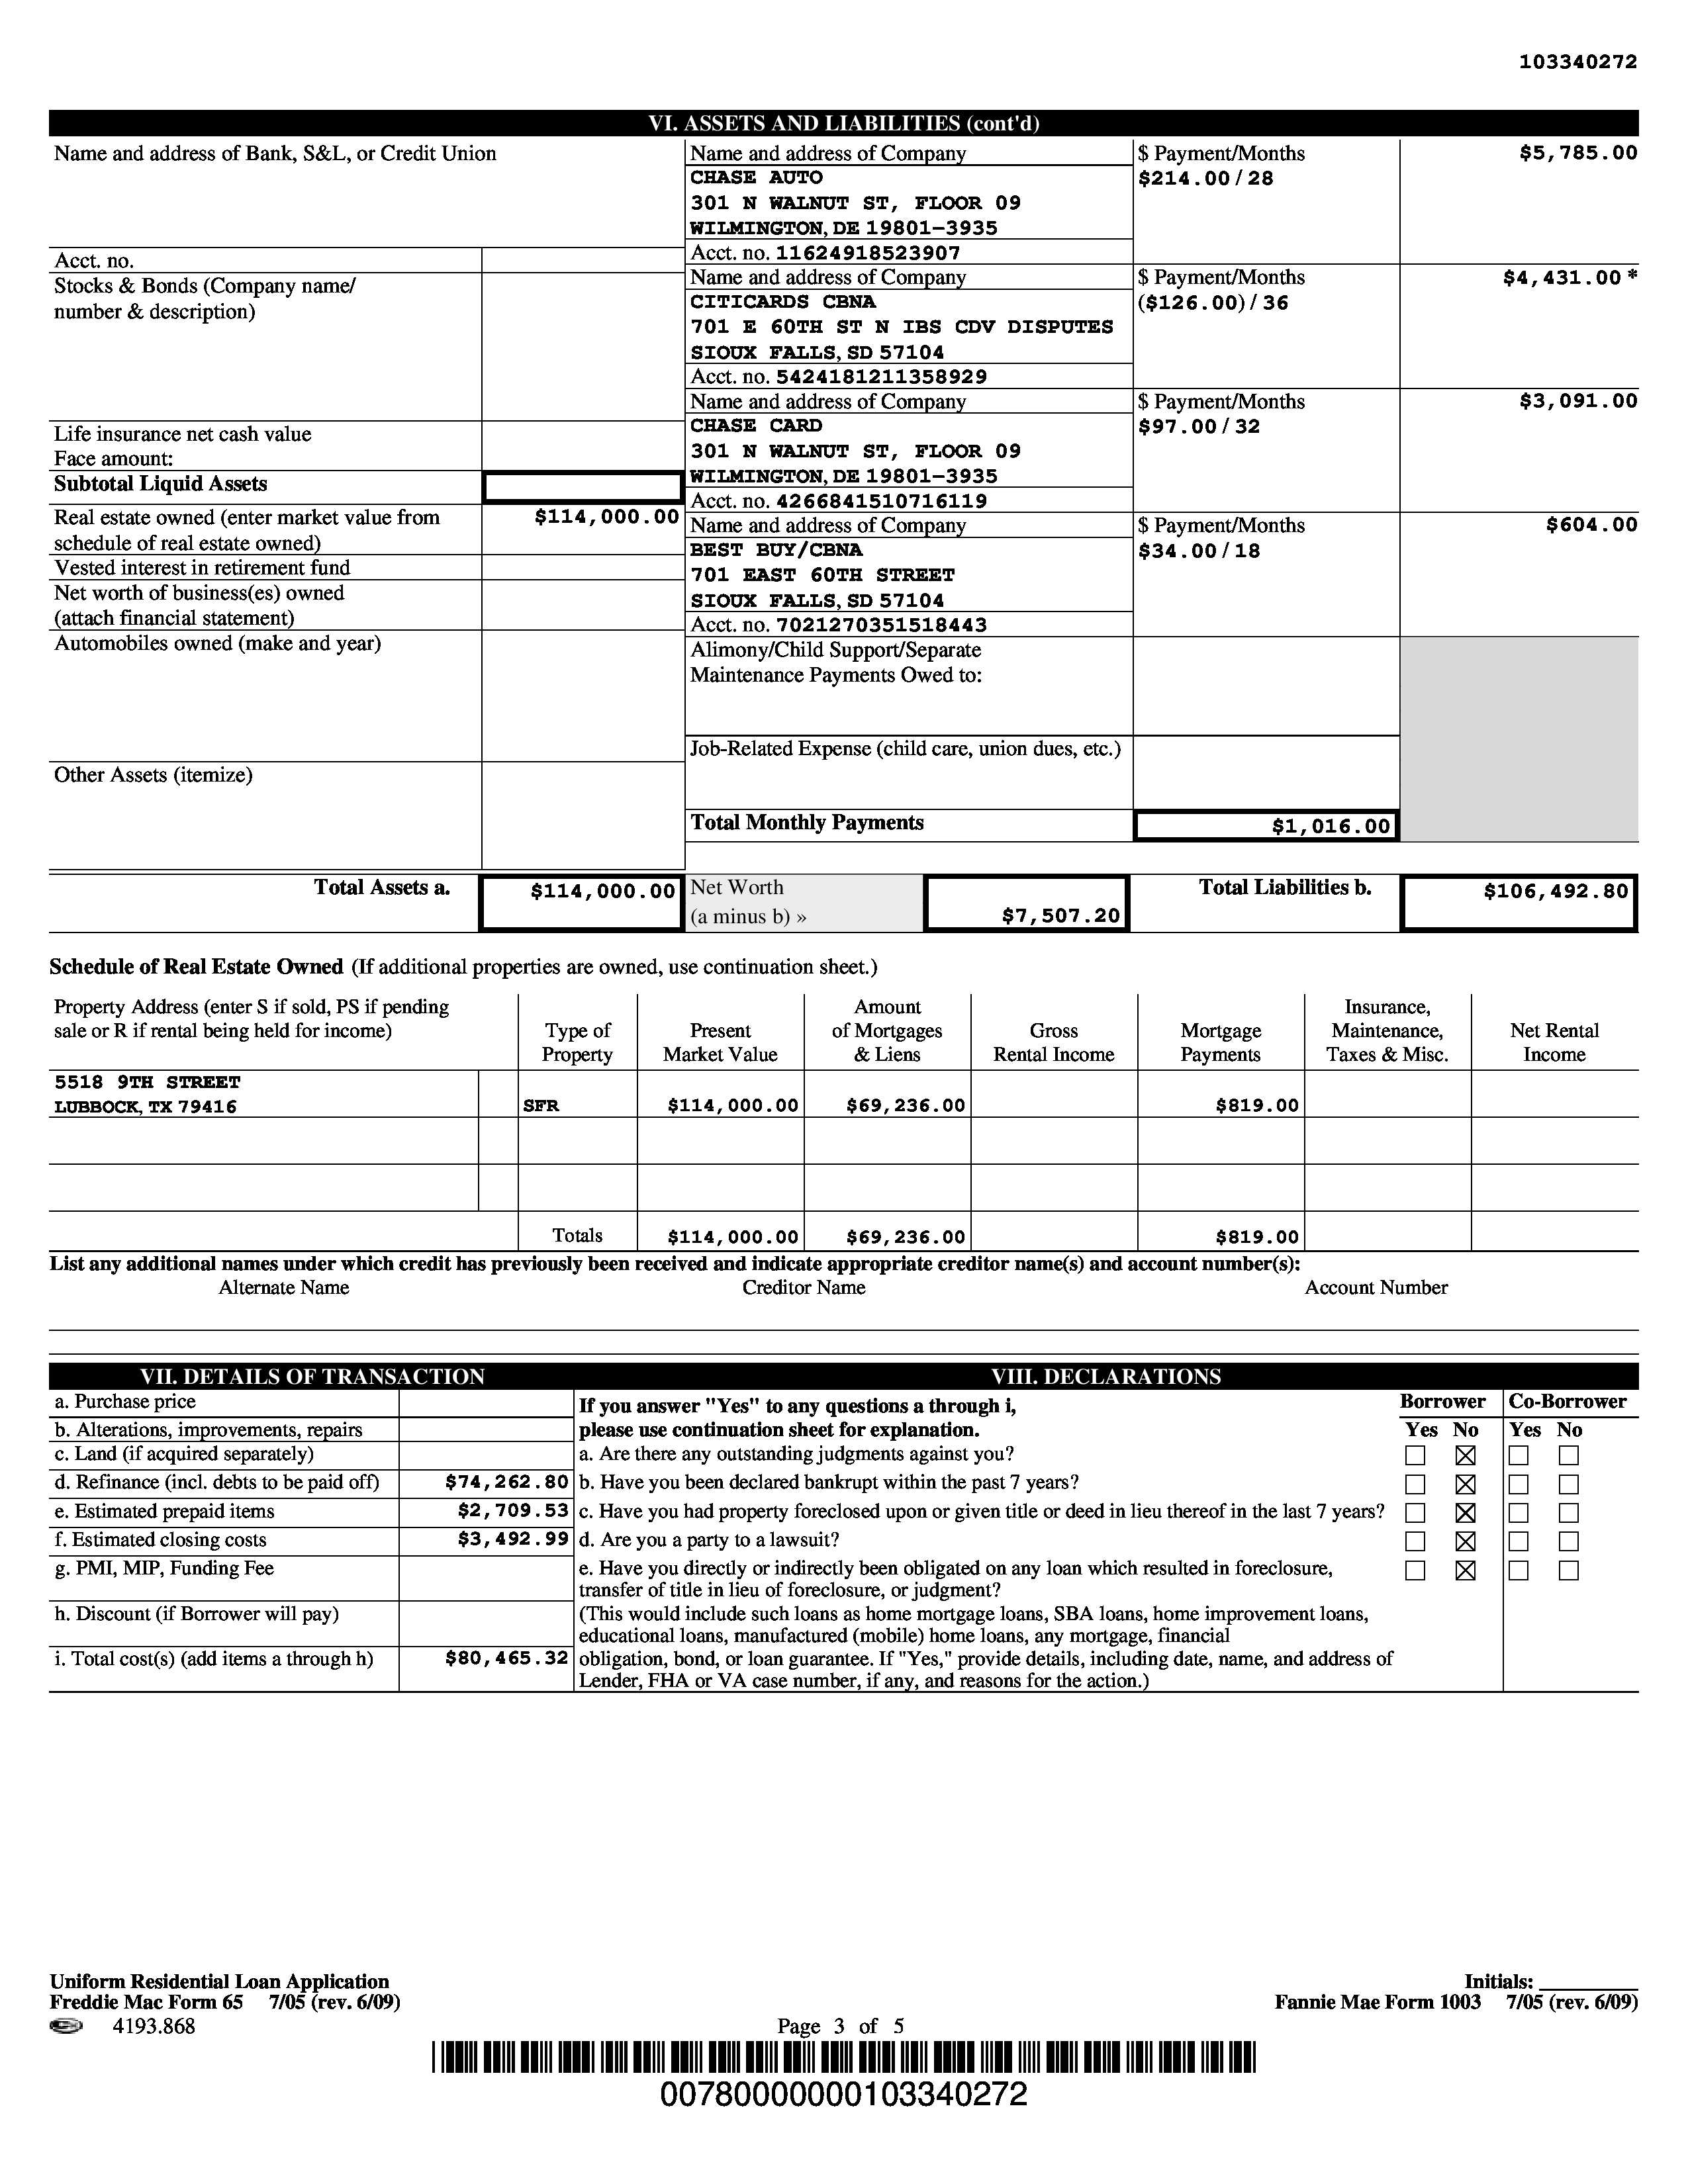 103340272
VI. ASSETS AND LIABILITIES (cont'd)
Name and address of Bank, S&L, or Credit Union
Acct. no.
Stocks & Bonds (Company name/
number & description)
Life insurance net cash value
Face amount:
Subtotal Liquid Assets
Real estate owned (enter market value from $114,000.00
schedule of real estate owned)
Vested interest in retirement fund
Net worth of business(es) owned
(attach financial statement)
Automobiles owned (make and year)
Other Assets (itemize)
Name and address of Company $ Payment/Months $5,785.00
CHASE AUTO $214.00 / 28
301 N WALNUT ST, FLOOR 09
WILMINGTON, DE 19801-3935
Acct. no. 11624918523907
Name and address of Company $ Payment/Months $4,431.00 *
CITICARDS CBNA ($126.00) / 36
701 E 60TH ST N IBS CDV DISPUTES
SIOUX FALLS, SD 57104
Acct. no. 5424181211358929
Name and address of Company $ Payment/Months $3,091.00
CHASE CARD $97.00 / 32
301 N WALNUT ST, FLOOR 09
WILMINGTON, DE 19801-3935
Acct. no. 4266841510716119
Name and address of Company $ Payment/Months $604.00
BEST BUY/CBNA $34.00 / 18
701 EAST 60TH STREET
SIOUX FALLS, SD 57104
Acct. no. 7021270351518443
Alimony/Child Support/Separate
Maintenance Payments Owed to:
Job-Related Expense (child care, union dues, etc.)
Total Monthly Payments $1,016.00
Total Assets a. $114,000.00 Net Worth Total Liabilities b. $106,492.80
(a minus b) » $7,507.20
Schedule of Real Estate Owned (If additional properties are owned, use continuation sheet.)
Property Address (enter S if sold, PS if pending Amount Insurance,
sale or R if rental being held for income) Type of Present of Mortgages Gross Mortgage Maintenance, Net Rental
Property Market Value & Liens Rental Income Payments Taxes & Misc. Income
5518 9TH STREET
LUBBOCK, TX 79416 SFR $114,000.00 $69,236.00 $819.00
Totals $114,000.00 $69,236.00 $819.00
List any additional names under which credit has previously been received and indicate appropriate creditor name(s) and account number(s):
Alternate Name Creditor Name Account Number
VII. DETAILS OF TRANSACTION
a. Purchase price
b. Alterations, improvements, repairs
c. Land (if acquired separately)
d. Refinance (incl. debts to be paid off) $74,262.80
e. Estimated prepaid items $2,709.53
f. Estimated closing costs $3,492.99
g. PMI, MIP, Funding Fee
h. Discount (if Borrower will pay)
i. Total cost(s) (add items a through h) $80,465.32
VIII. DECLARATIONS
If you answer "Yes" to any questions a through i, Borrower Co-Borrower
please use continuation sheet for explanation. Yes No Yes No
a. Are there any outstanding judgments against you?
b. Have you been declared bankrupt within the past 7 years?
c. Have you had property foreclosed upon or given title or deed in lieu thereof in the last 7 years?
d. Are you a party to a lawsuit?
e. Have you directly or indirectly been obligated on any loan which resulted in foreclosure,
transfer of title in lieu of foreclosure, or judgment?
(This would include such loans as home mortgage loans, SBA loans, home improvement loans,
educational loans, manufactured (mobile) home loans, any mortgage, financial
obligation, bond, or loan guarantee. If "Yes," provide details, including date, name, and address of
Lender, FHA or VA case number, if any, and reasons for the action.)
Uniform Residential Loan Application Initials:
Freddie Mac Form 65 7/05 (rev. 6/09) Fannie Mae Form 1003 7/05 (rev. 6/09)
4193.868 Page 3 of 5
00780000000103340272